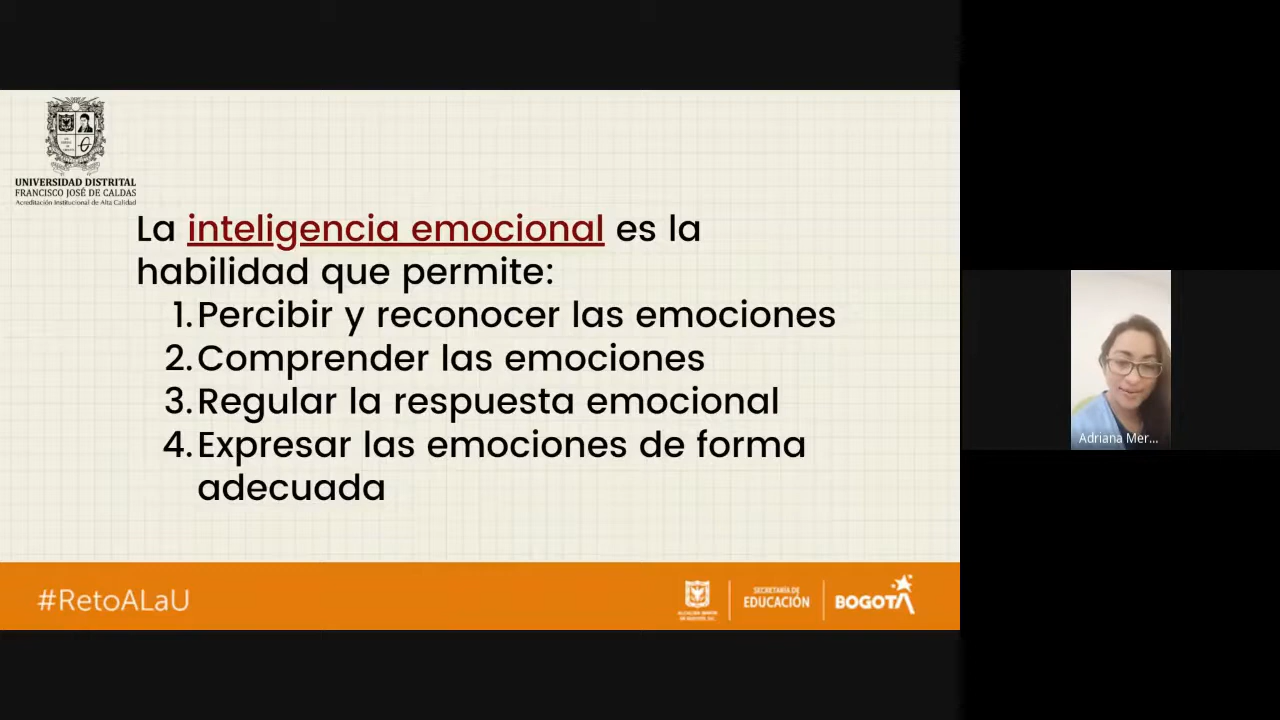 UNIVERSIDAD DISTRITAL
FRANCISCO JOSÉ DE CALDAS
Acreditación Institucional de Alta Calidad
La inteligencia emocional es la
habilidad que permite:
1. Percibir y reconocer las emociones
2. Comprender las emociones
3. Regular la respuesta emocional
4. Expresar las emociones de forma
adecuada
Adriana Mer...
#RetoALaU
SECRETARÍA DE
EDUCACIÓN
BOGOTÁ